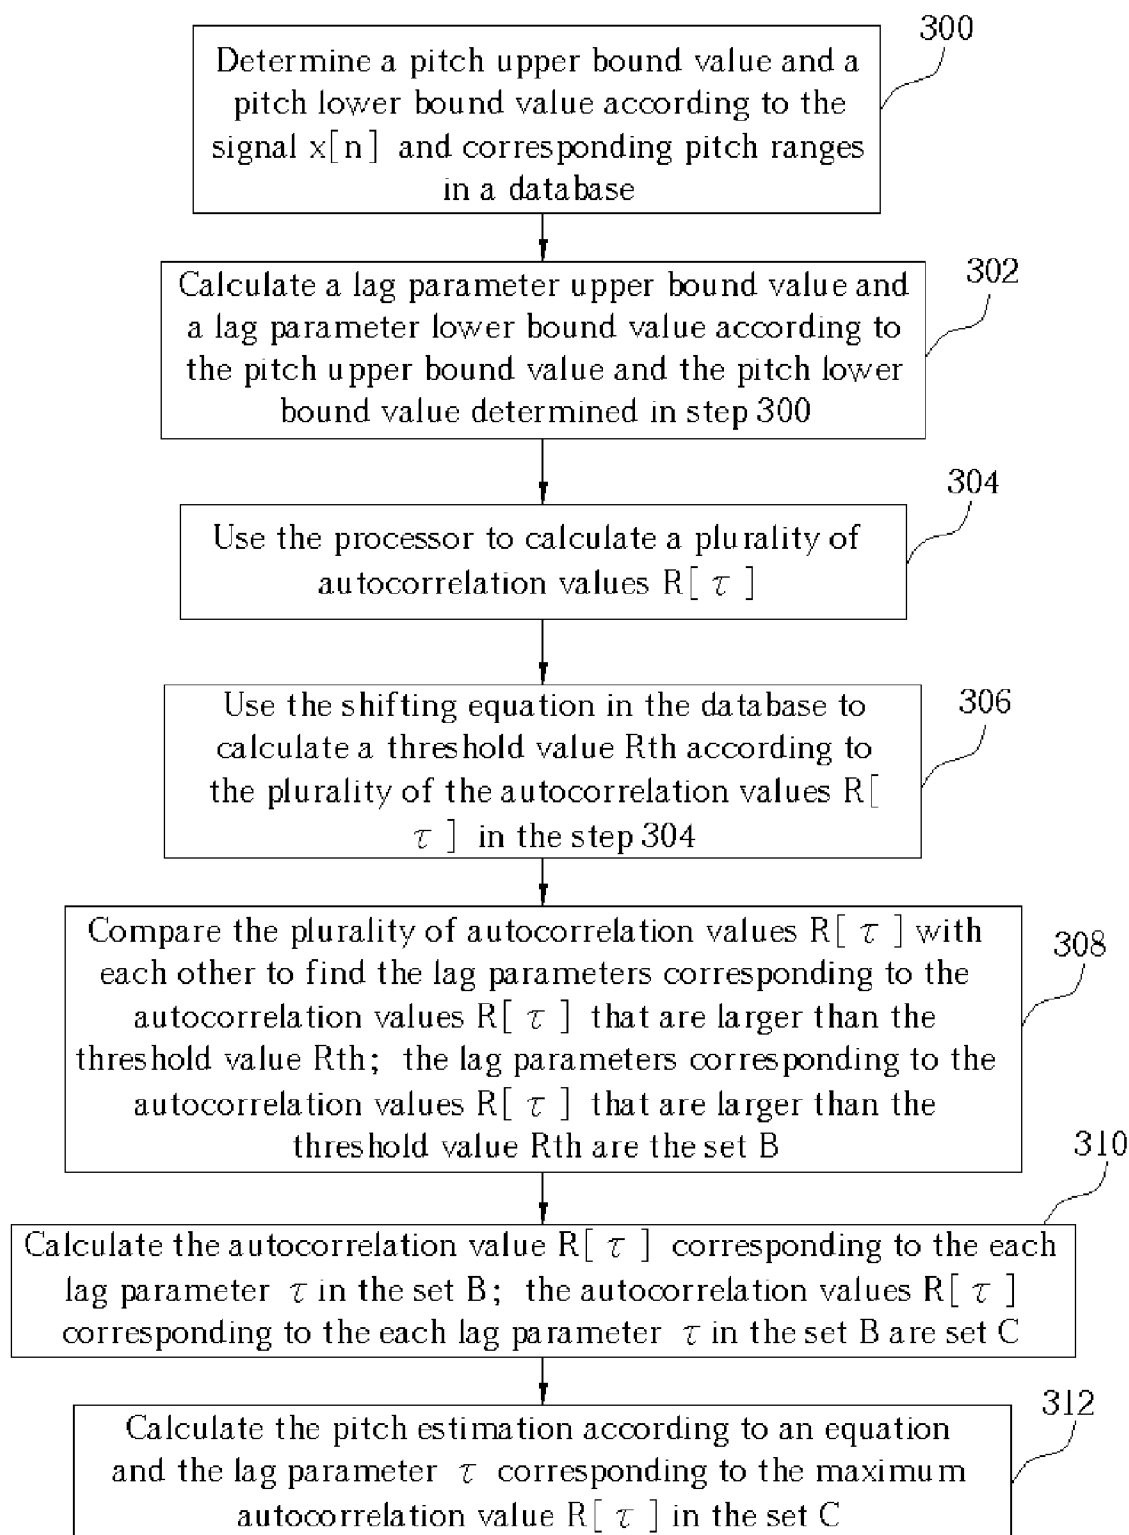 300
Determine a pitch upper bound value and a
pitch lower bound value according to the
signal x[n] and corresponding pitch ranges
in a database
302
Calculate a lag parameter upper bound value and
a lag parameter lower bound value according to
the pitch upper bound value and the pitch lower
bound value determined in step 300
304
Use the processor to calculate a plurality of
autocorrelation values R[ τ ]
306
Use the shifting equation in the database to
calculate a threshold value Rth according to
the plurality of the autocorrelation values R[
τ ] in the step 304
308
Compare the plurality of autocorrelation values R[ τ ] with
each other to find the lag parameters corresponding to the
autocorrelation values R[ τ ] that are larger than the
threshold value Rth; the lag parameters corresponding to the
autocorrelation values R[ τ ] that are larger than the
threshold value Rth are the set B
310
Calculate the autocorrelation value R[ τ ] corresponding to the each
lag parameter τ in the set B; the autocorrelation values R[ τ ]
corresponding to the each lag parameter τ in the set B are set C
312
Calculate the pitch estimation according to an equation
and the lag parameter τ corresponding to the maximum
autocorrelation value R[ τ ] in the set C